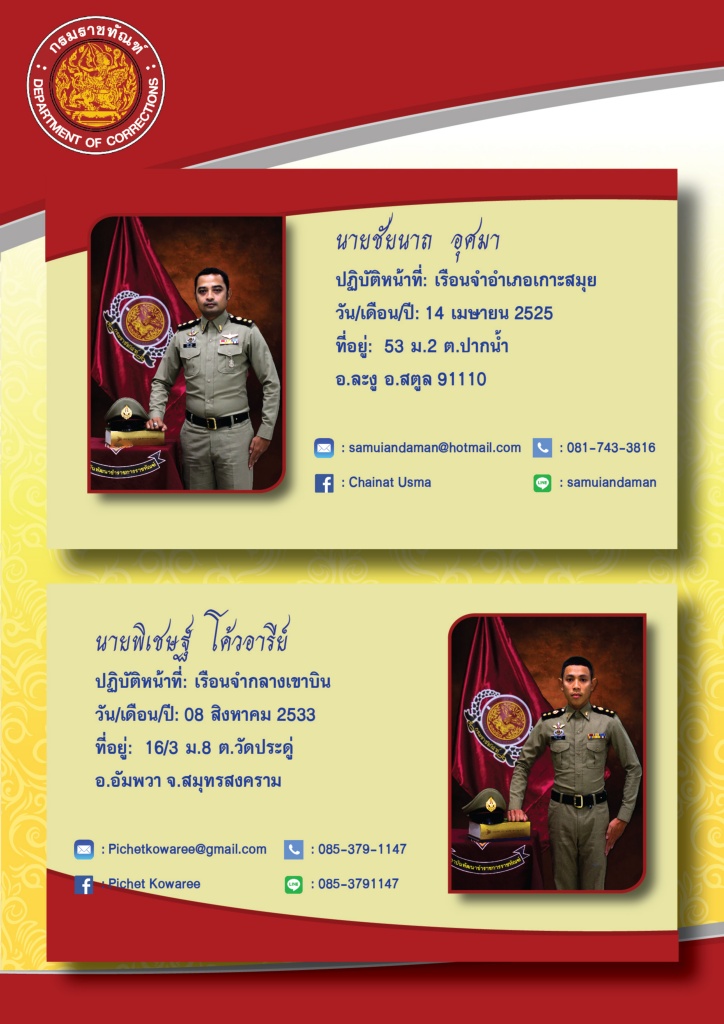 กรมราชทัณฑ์
DEPARTMENT OF CORRECTIONS
นายชัยนาถ อุศมา
ปฏิบัติหน้าที่: เรือนจำอำเภอเกาะสมุย
วัน/เดือน/ปี: 14 เมษายน 2525
ที่อยู่: 53 ม.2 ต.ปากน้ำ
อ.ละงู อ.สตูล 91110
: samuiandaman@hotmail.com : 081-743-3816
: Chainat Usma : samuiandaman
นายพิเชษฐ์ โค้วอารีย์
ปฏิบัติหน้าที่: เรือนจำกลางเขาบิน
วัน/เดือน/ปี: 08 สิงหาคม 2533
ที่อยู่: 16/3 ม.8 ต.วัดประดู่
อ.อัมพวา จ.สมุทรสงคราม
: Pichetkowaree@gmail.com : 085-379-1147
: Pichet Kowaree : 085-3791147